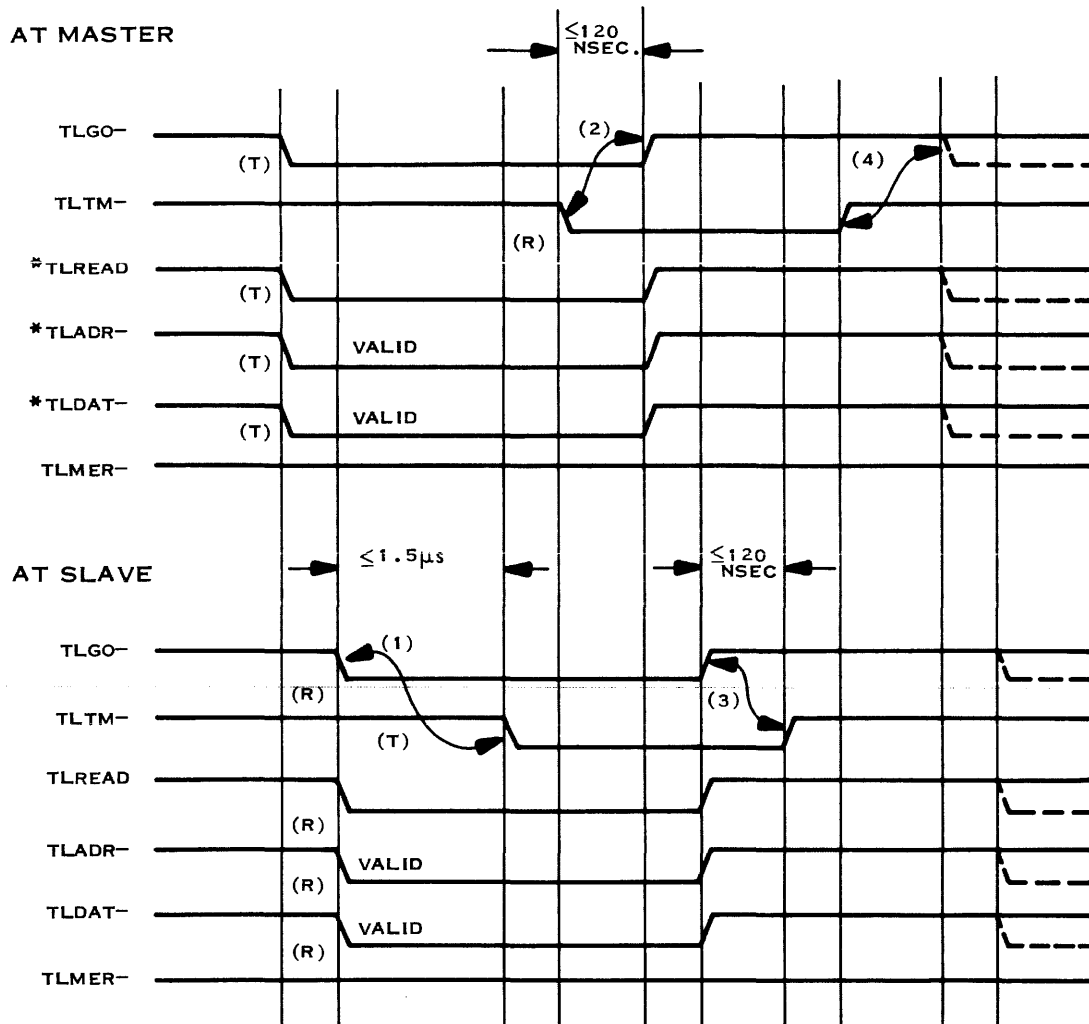 AT MASTER
≤120
NSEC.
TLGO-
(T)
(2)
(4)
TLTM-
(R)
*TLREAD
(T)
*TLADR-
(T)
VALID
*TLDAT-
(T)
VALID
TLMER-
AT SLAVE
≤1.5μs
≤120
NSEC
TLGO-
(R)
(1)
(3)
TLTM-
(T)
TLREAD
(R)
TLADR-
(R)
VALID
TLDAT-
(R)
VALID
TLMER-